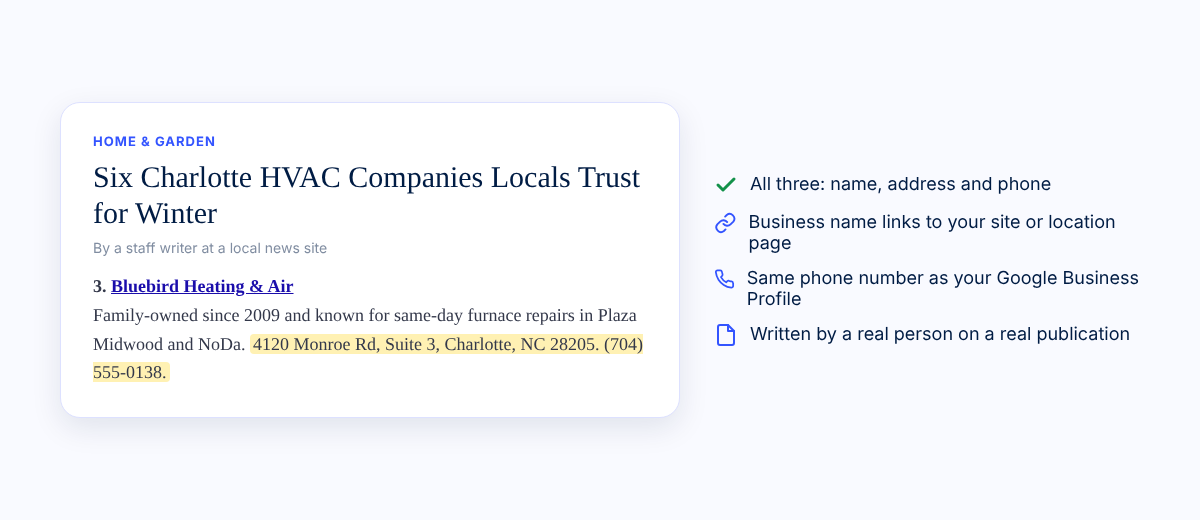 HOME & GARDEN
Six Charlotte HVAC Companies Locals Trust
for Winter
By a staff writer at a local news site
3. Bluebird Heating & Air
Family-owned since 2009 and known for same-day furnace repairs in Plaza
Midwood and NoDa. 4120 Monroe Rd, Suite 3, Charlotte, NC 28205. (704)
555-0138.
All three: name, address and phone
Business name links to your site or location
page
Same phone number as your Google Business
Profile
Written by a real person on a real publication